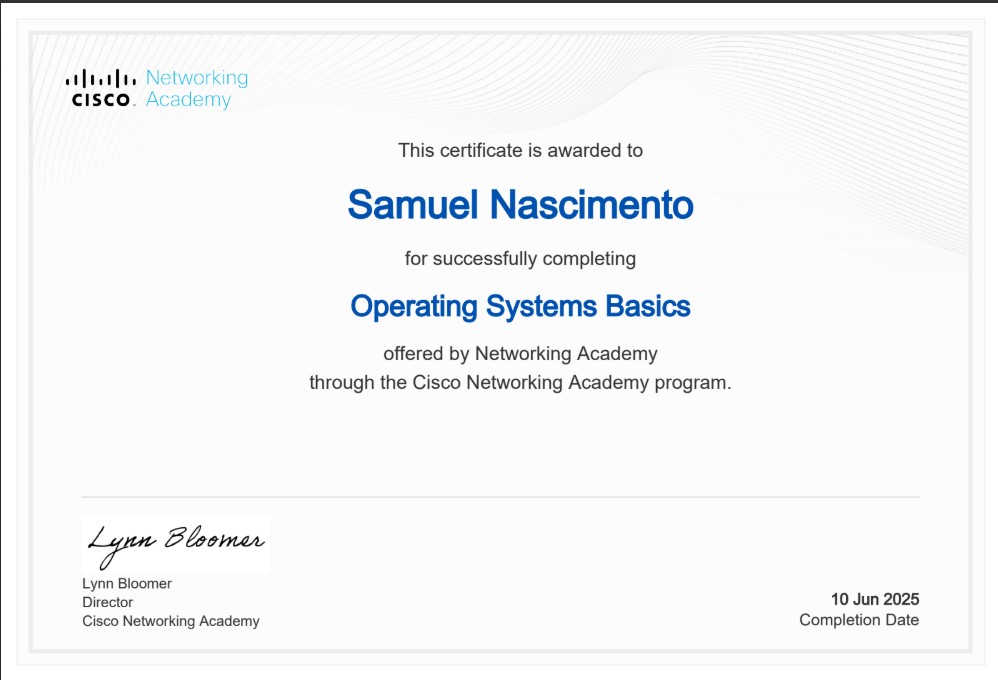 Networking
CISCO. Academy
This certificate is awarded to
Samuel Nascimento
for successfully completing
Operating Systems Basics
offered by Networking Academy
through the Cisco Networking Academy program.
Lynn Bloomer
Lynn Bloomer
Director
Cisco Networking Academy
10 Jun 2025
Completion Date